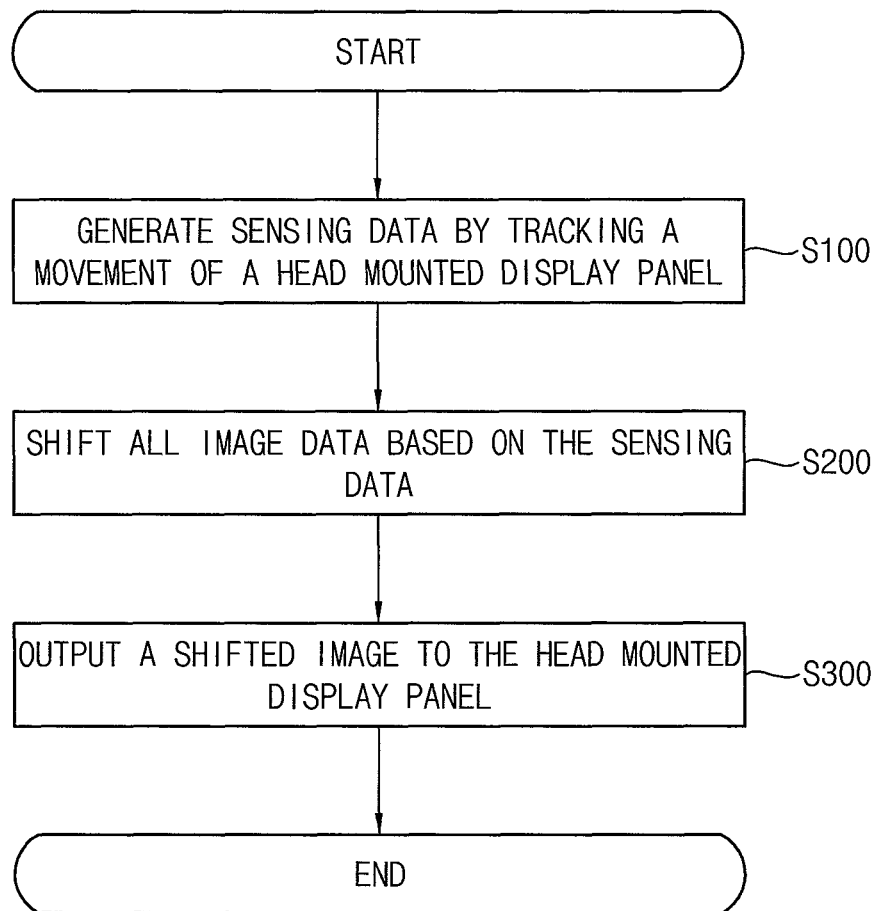 START
GENERATE SENSING DATA BY TRACKING A
MOVEMENT OF A HEAD MOUNTED DISPLAY PANEL
S100
SHIFT ALL IMAGE DATA BASED ON THE SENSING
DATA
S200
OUTPUT A SHIFTED IMAGE TO THE HEAD MOUNTED
DISPLAY PANEL
S300
END